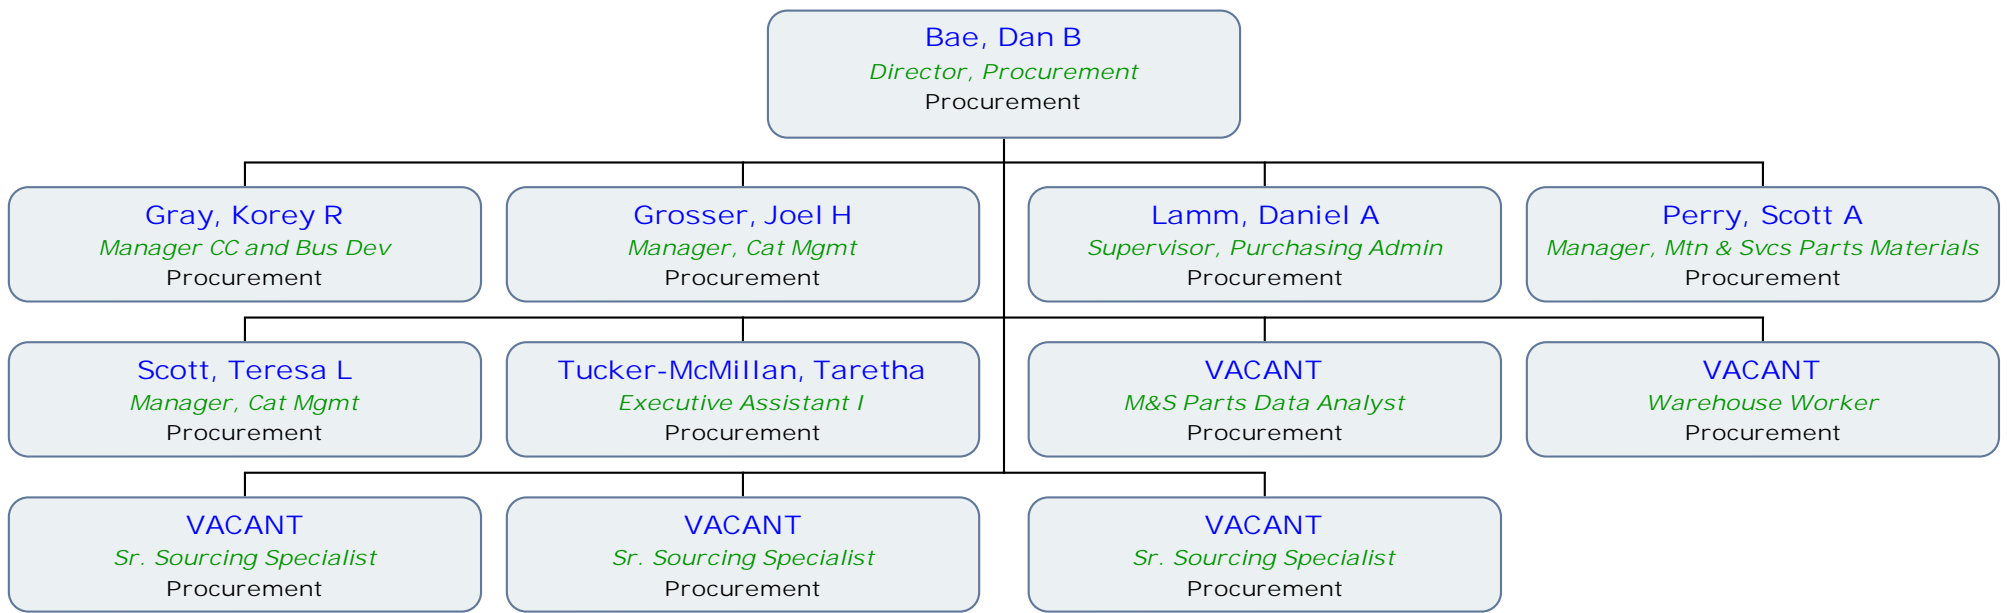 Bae, Dan B
Director, Procurement
Procurement
Gray, Korey R
Manager CC and Bus Dev
Procurement
Grosser, Joel H
Manager, Cat Mgmt
Procurement
Lamm, Daniel A
Supervisor, Purchasing Admin
Procurement
Perry, Scott A
Manager, Mtn & Svcs Parts Materials
Procurement
Scott, Teresa L
Manager, Cat Mgmt
Procurement
Tucker-McMillan, Taretha
Executive Assistant I
Procurement
VACANT
M&S Parts Data Analyst
Procurement
VACANT
Warehouse Worker
Procurement
VACANT
Sr. Sourcing Specialist
Procurement
VACANT
Sr. Sourcing Specialist
Procurement
VACANT
Sr. Sourcing Specialist
Procurement